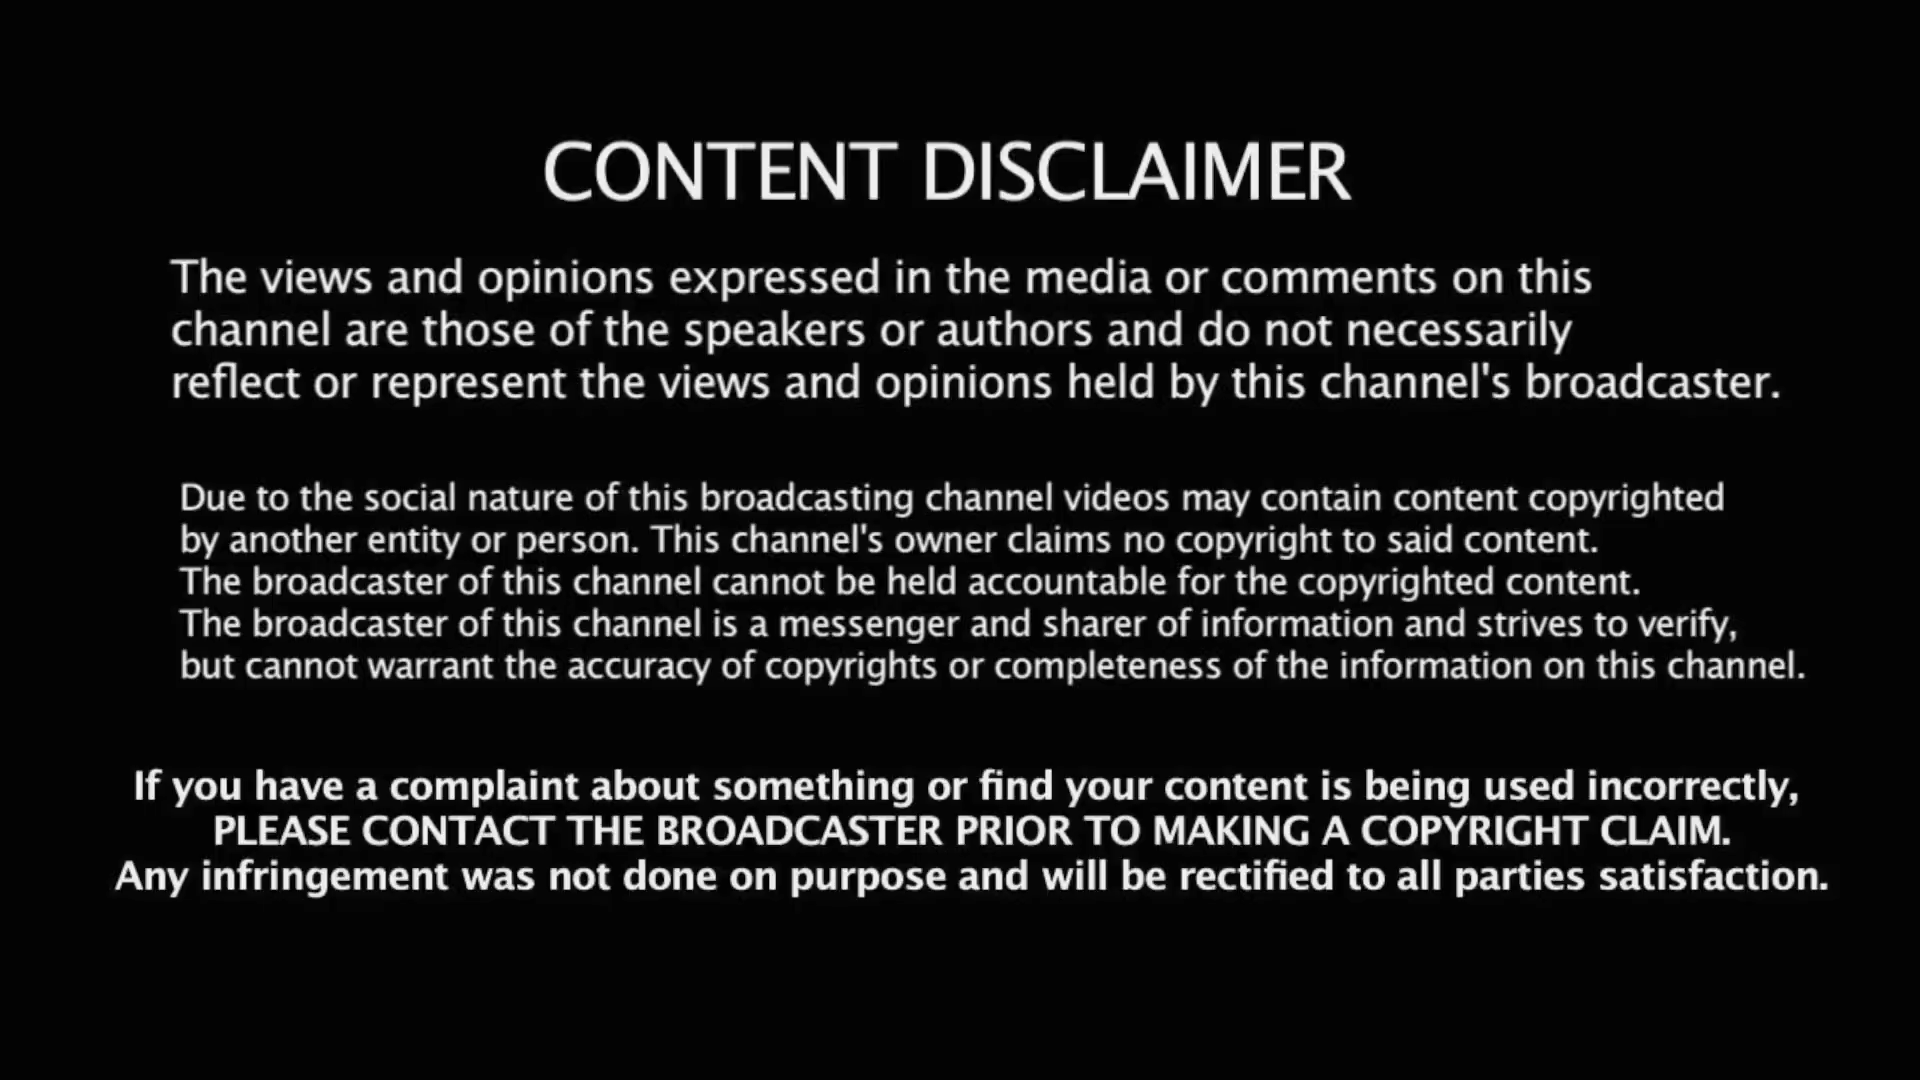 CONTENT DISCLAIMER
The views and opinions expressed in the media or comments on this
channel are those of the speakers or authors and do not necessarily
reflect or represent the views and opinions held by this channel's broadcaster.
Due to the social nature of this broadcasting channel videos may contain content copyrighted
by another entity or person. This channel's owner claims no copyright to said content.
The broadcaster of this channel cannot be held accountable for the copyrighted content.
The broadcaster of this channel is a messenger and sharer of information and strives to verify,
but cannot warrant the accuracy of copyrights or completeness of the information on this channel.
If you have a complaint about something or find your content is being used incorrectly,
PLEASE CONTACT THE BROADCASTER PRIOR TO MAKING A COPYRIGHT CLAIM.
Any infringement was not done on purpose and will be rectified to all parties satisfaction.